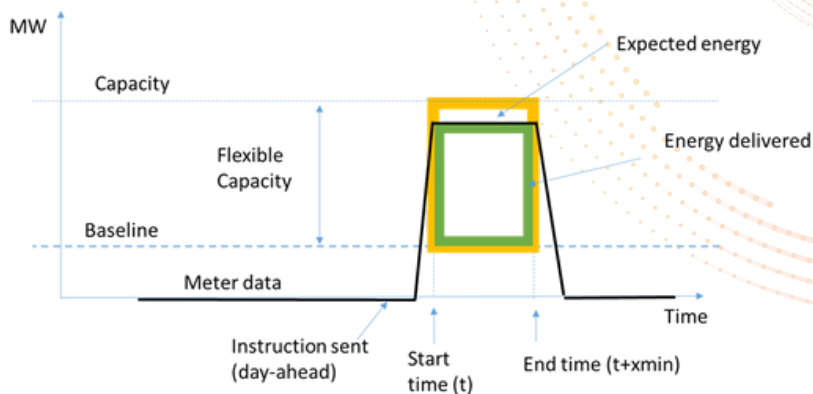 MW
Expected energy
Capacity
Energy delivered
Flexible
Capacity
Baseline
Meter data
Time
Instruction sent
(day-ahead)
Start
time (t)
End time (t+xmin)